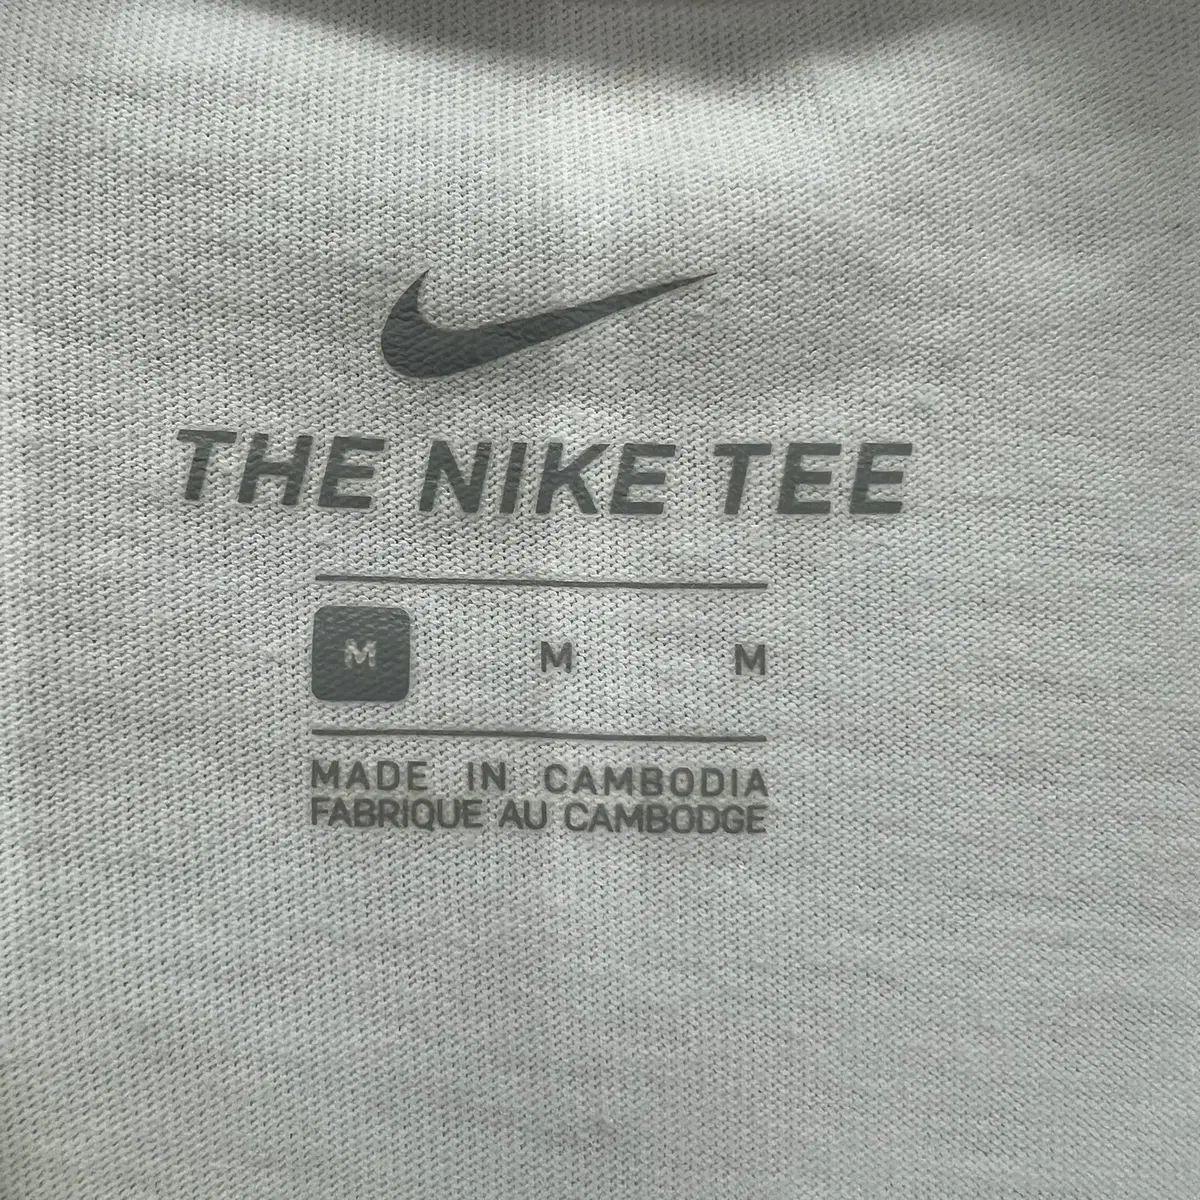 THE NIKE TEE
M M M
MADE IN CAMBODIA
FABRIQUE AU CAMBODGE